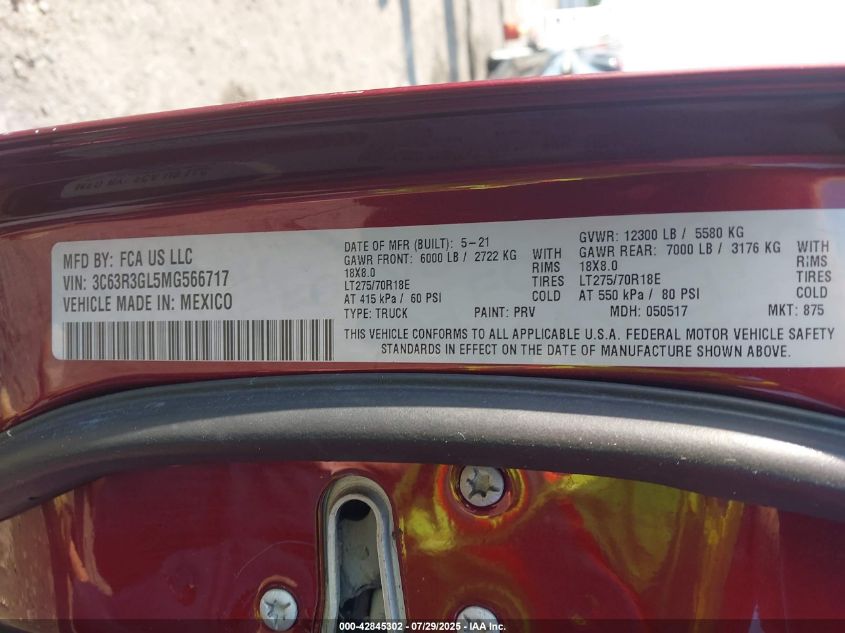 MFD BY: FCA US LLC
VIN: 3C63R3GL5MG566717
VEHICLE MADE IN: MEXICO
DATE OF MFR (BUILT): 5-21
GAWR FRONT: 6000 LB / 2722 KG WITH
18X8.0 RIMS
LT275/70R18E TIRES
AT 415 kPa / 60 PSI COLD
TYPE: TRUCK PAINT: PRV
GVWR: 12300 LB / 5580 KG
GAWR REAR: 7000 LB / 3176 KG WITH
18X8.0 RIMS
LT275/70R18E TIRES
AT 550 kPa / 80 PSI COLD
MDH: 050517 MKT: 875
THIS VEHICLE CONFORMS TO ALL APPLICABLE U.S.A. FEDERAL MOTOR VEHICLE SAFETY
STANDARDS IN EFFECT ON THE DATE OF MANUFACTURE SHOWN ABOVE.
000-42845302 - 07/29/2025 - IAA Inc.